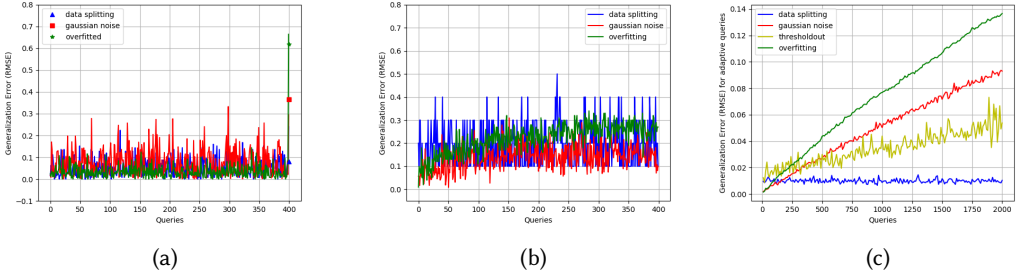 0.8
0.7
0.6
0.5
0.4
0.3
0.2
0.1
0.0
−0.1
Generalization Error (RMSE)
data splitting
gaussian noise
overfitted
0 50 100 150 200 250 300 350 400
Queries
(a)
0.8
0.7
0.6
0.5
0.4
0.3
0.2
0.1
0.0
Generalization Error (RMSE)
data splitting
gaussian noise
overfitting
0 50 100 150 200 250 300 350 400
Queries
(b)
0.14
0.12
0.10
0.08
0.06
0.04
0.02
0.00
Generalization Error (RMSE) for adaptive queries
data splitting
gaussian noise
thresholdout
overfitting
0 250 500 750 1000 1250 1500 1750 2000
Queries
(c)